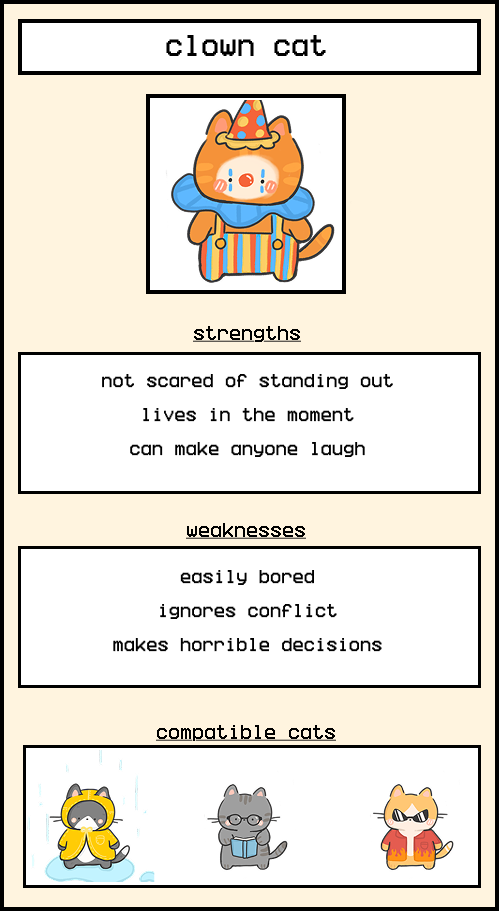 clown cat
strengths
not scared of standing out
lives in the moment
can make anyone laugh
weaknesses
easily bored
ignores conflict
makes horrible decisions
compatible cats